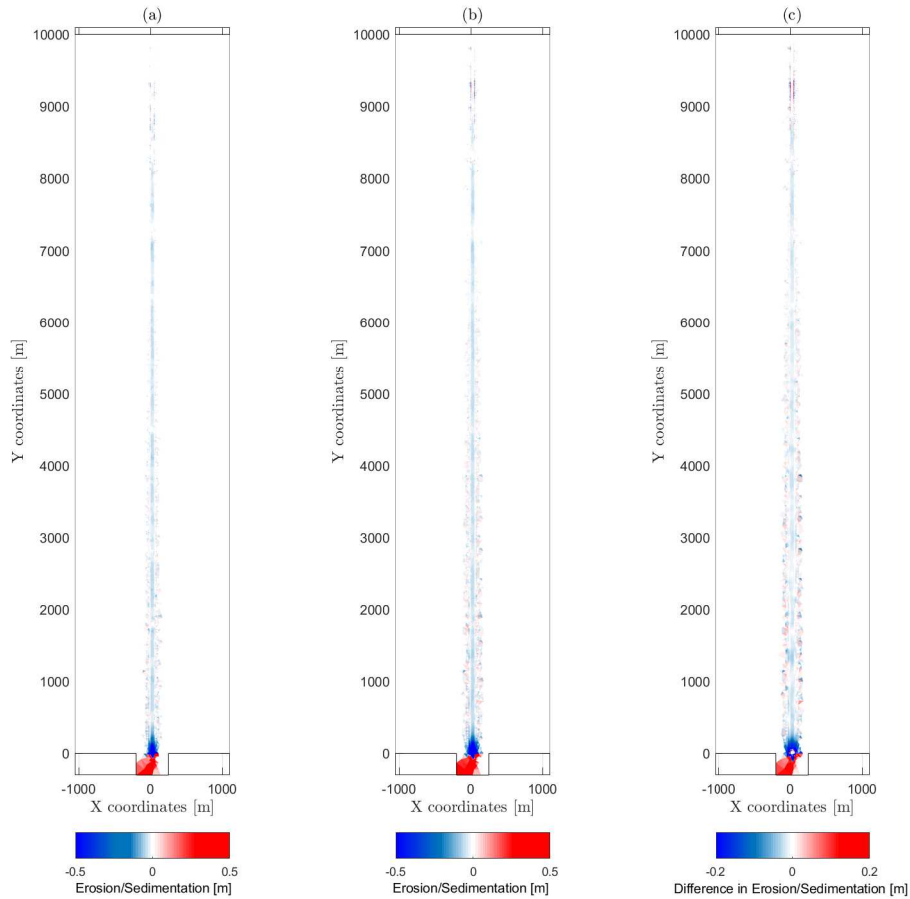 (a)
10000
9000
8000
7000
6000
5000
4000
3000
2000
1000
0
Y coordinates [m]
-1000 0 1000
X coordinates [m]
-0.5 0 0.5
Erosion/Sedimentation [m]
(b)
10000
9000
8000
7000
6000
5000
4000
3000
2000
1000
0
Y coordinates [m]
-1000 0 1000
X coordinates [m]
-0.5 0 0.5
Erosion/Sedimentation [m]
(c)
10000
9000
8000
7000
6000
5000
4000
3000
2000
1000
0
Y coordinates [m]
-1000 0 1000
X coordinates [m]
-0.2 0 0.2
Difference in Erosion/Sedimentation [m]